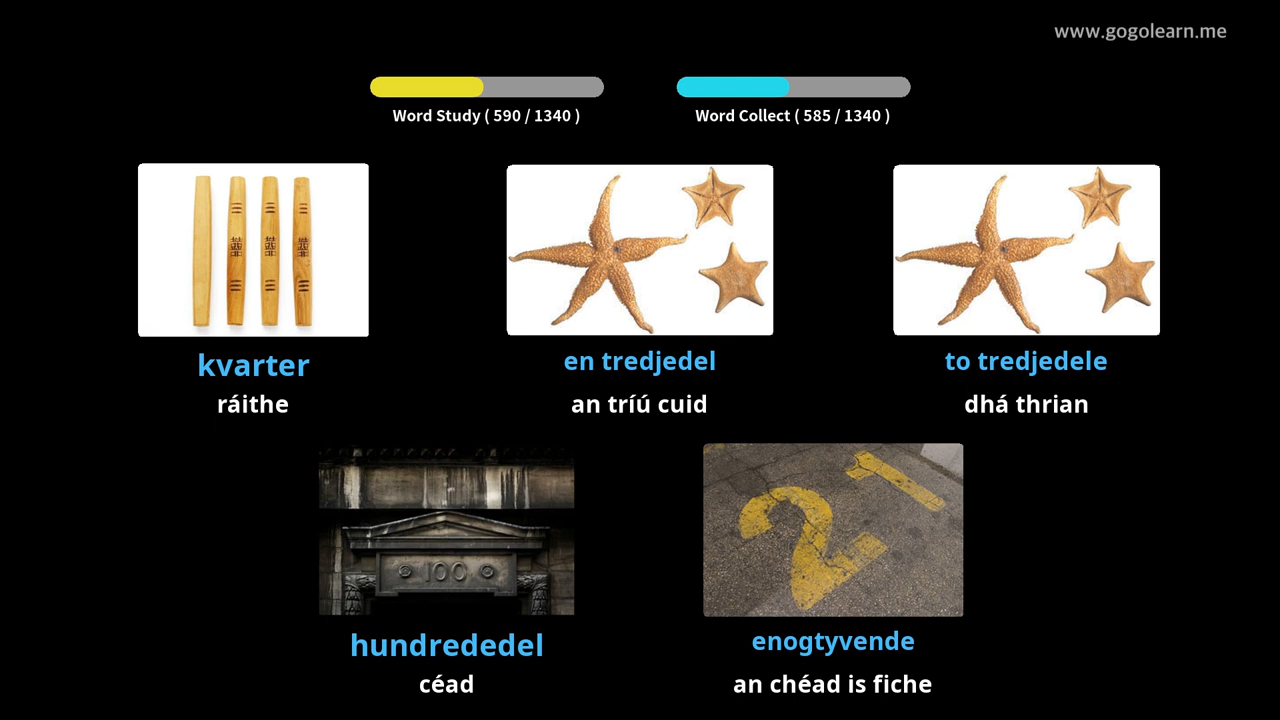 www.gogolearn.me
Word Study ( 590 / 1340 )
Word Collect ( 585 / 1340 )
kvarter
ráithe
en tredjedel
an tríú cuid
to tredjedele
dhá thrian
100
hundrededel
céad
21
enogtyvende
an chéad is fiche